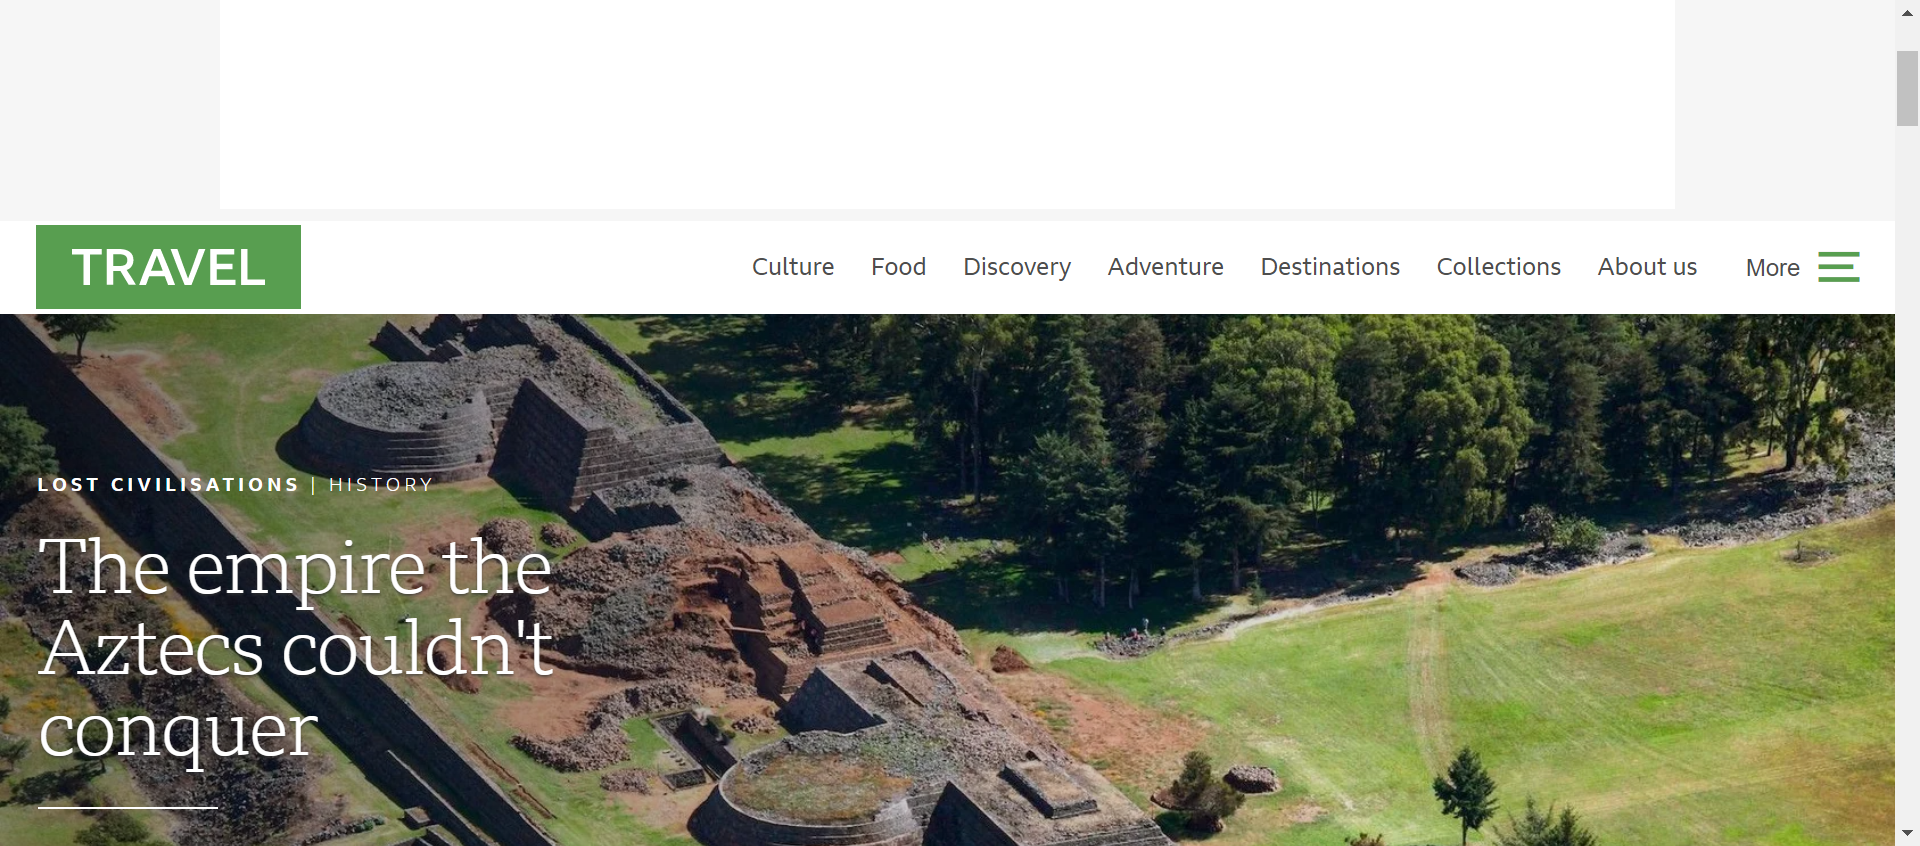 TRAVEL
Culture Food Discovery Adventure Destinations Collections About us More
LOST CIVILISATIONS | HISTORY
The empire the
Aztecs couldn't
conquer